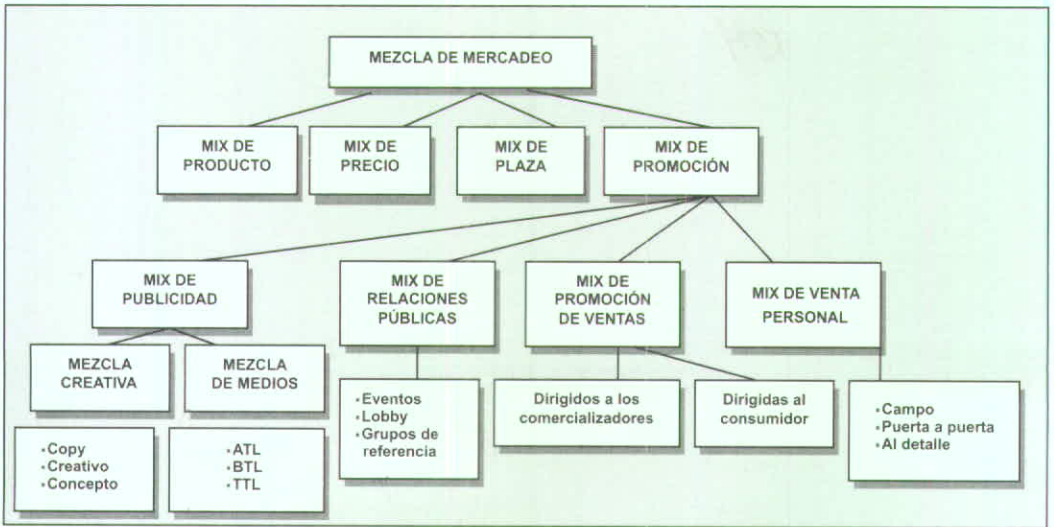 MEZCLA DE MERCADEO
MIX DE
PRODUCTO
MIX DE
PRECIO
MIX DE
PLAZA
MIX DE
PROMOCIÓN
MIX DE
PUBLICIDAD
MIX DE
RELACIONES
PÚBLICAS
MIX DE
PROMOCIÓN
DE VENTAS
MIX DE VENTA
PERSONAL
MEZCLA
CREATIVA
MEZCLA
DE MEDIOS
•Eventos
•Lobby
•Grupos de
referencia
Dirigidos a los
comercializadores
Dirigidas al
consumidor
•Campo
•Puerta a puerta
•Al detalle
•Copy
•Creativo
•Concepto
•ATL
•BTL
•TTL